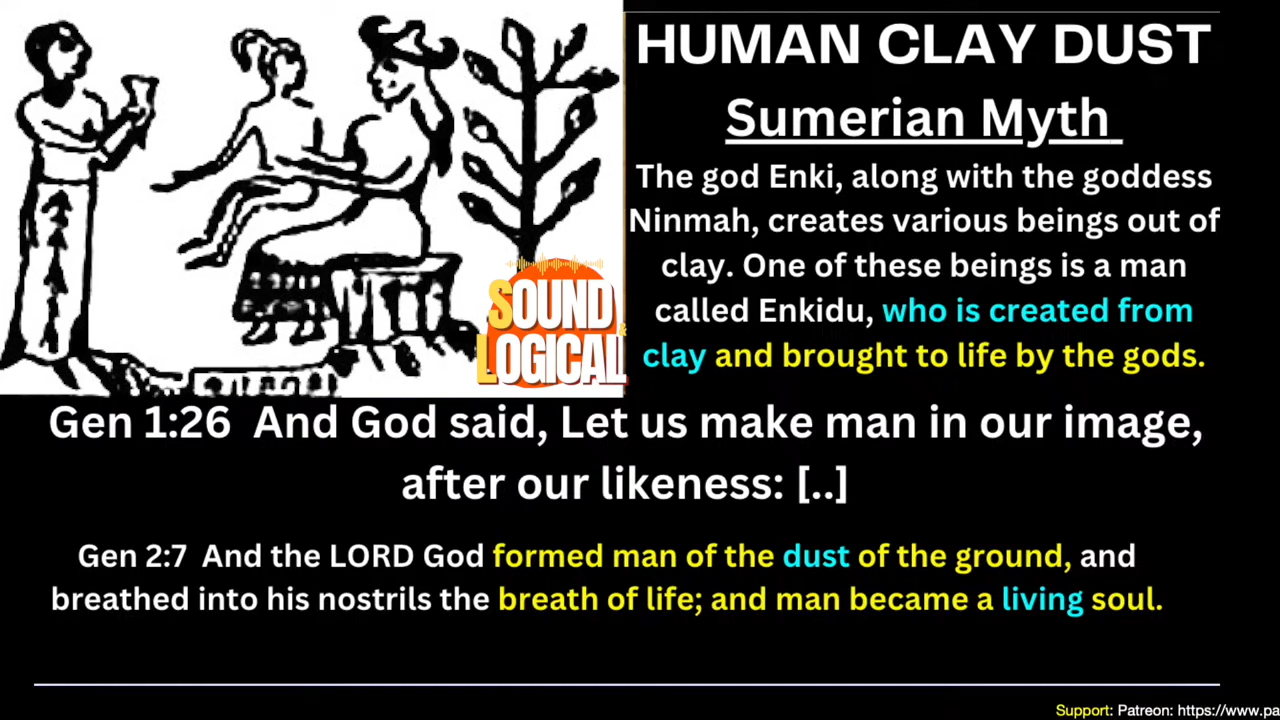 HUMAN CLAY DUST
Sumerian Myth
The god Enki, along with the goddess
Ninmah, creates various beings out of
clay. One of these beings is a man
called Enkidu, who is created from
clay and brought to life by the gods.
SOUND &
LOGICAL
Gen 1:26 And God said, Let us make man in our image,
after our likeness: [..]
Gen 2:7 And the LORD God formed man of the dust of the ground, and
breathed into his nostrils the breath of life; and man became a living soul.
Support: Patreon: https://www.pa